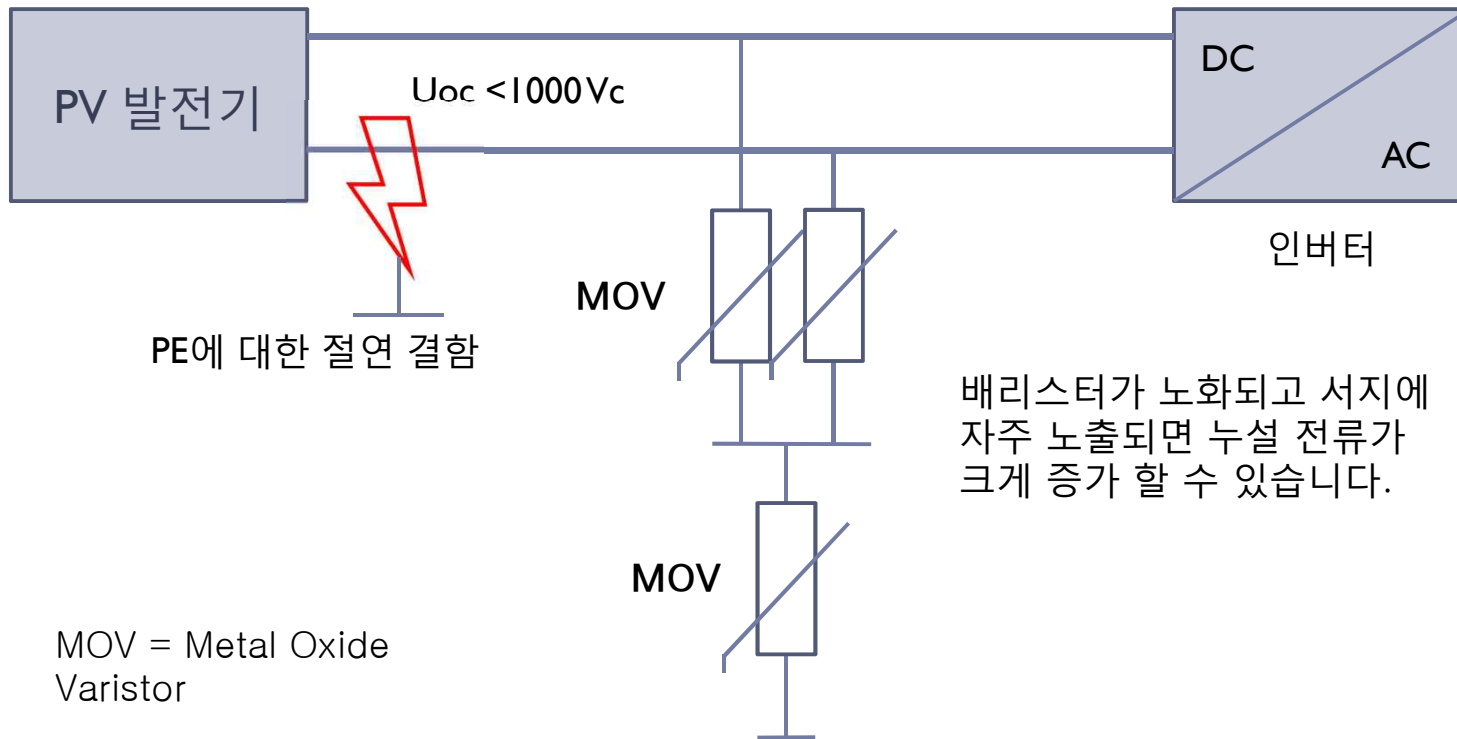 PV 발전기
Uoc <1000Vc
DC
AC
인버터
MOV
PE에 대한 절연 결함
배리스터가 노화되고 서지에
자주 노출되면 누설 전류가
크게 증가 할 수 있습니다.
MOV
MOV = Metal Oxide
Varistor